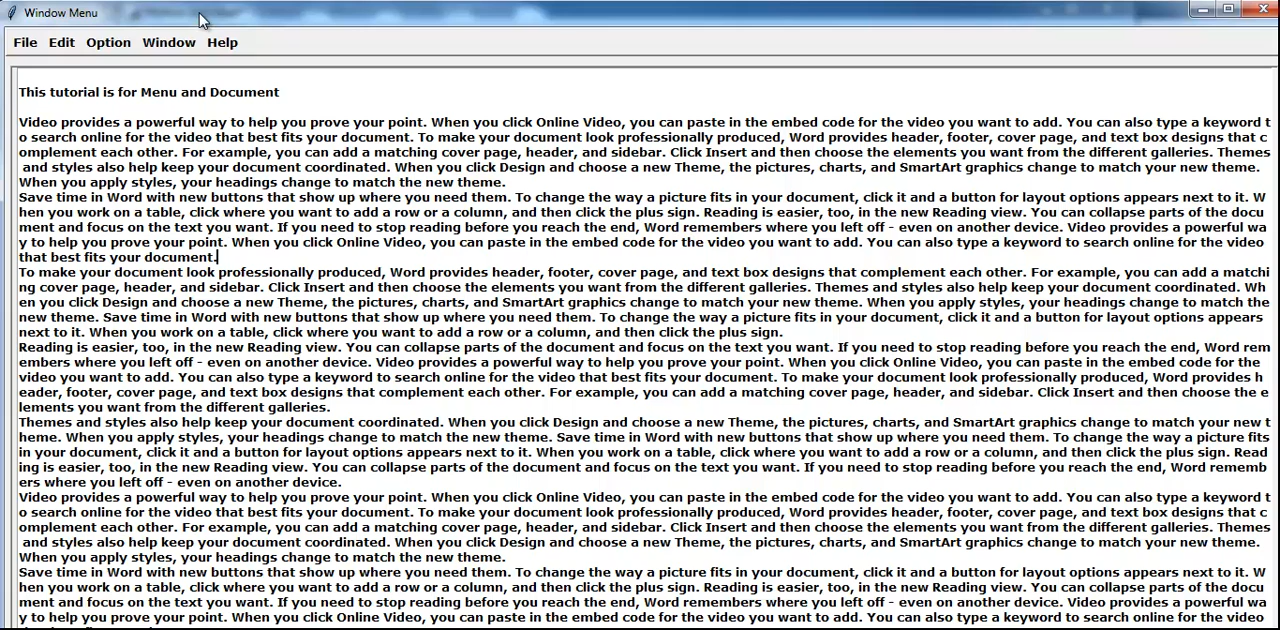 Window Menu
File Edit Option Window Help
This tutorial is for Menu and Document
Video provides a powerful way to help you prove your point. When you click Online Video, you can paste in the embed code for the video you want to add. You can also type a keyword t
o search online for the video that best fits your document. To make your document look professionally produced, Word provides header, footer, cover page, and text box designs that c
omplement each other. For example, you can add a matching cover page, header, and sidebar. Click Insert and then choose the elements you want from the different galleries. Themes
and styles also help keep your document coordinated. When you click Design and choose a new Theme, the pictures, charts, and SmartArt graphics change to match your new theme.
When you apply styles, your headings change to match the new theme.
Save time in Word with new buttons that show up where you need them. To change the way a picture fits in your document, click it and a button for layout options appears next to it. W
hen you work on a table, click where you want to add a row or a column, and then click the plus sign. Reading is easier, too, in the new Reading view. You can collapse parts of the docu
ment and focus on the text you want. If you need to stop reading before you reach the end, Word remembers where you left off - even on another device. Video provides a powerful wa
y to help you prove your point. When you click Online Video, you can paste in the embed code for the video you want to add. You can also type a keyword to search online for the video
that best fits your document.
To make your document look professionally produced, Word provides header, footer, cover page, and text box designs that complement each other. For example, you can add a matchi
ng cover page, header, and sidebar. Click Insert and then choose the elements you want from the different galleries. Themes and styles also help keep your document coordinated. Wh
en you click Design and choose a new Theme, the pictures, charts, and SmartArt graphics change to match your new theme. When you apply styles, your headings change to match the
new theme. Save time in Word with new buttons that show up where you need them. To change the way a picture fits in your document, click it and a button for layout options appears
next to it. When you work on a table, click where you want to add a row or a column, and then click the plus sign.
Reading is easier, too, in the new Reading view. You can collapse parts of the document and focus on the text you want. If you need to stop reading before you reach the end, Word rem
embers where you left off - even on another device. Video provides a powerful way to help you prove your point. When you click Online Video, you can paste in the embed code for the
video you want to add. You can also type a keyword to search online for the video that best fits your document. To make your document look professionally produced, Word provides h
eader, footer, cover page, and text box designs that complement each other. For example, you can add a matching cover page, header, and sidebar. Click Insert and then choose the e
lements you want from the different galleries.
Themes and styles also help keep your document coordinated. When you click Design and choose a new Theme, the pictures, charts, and SmartArt graphics change to match your new t
heme. When you apply styles, your headings change to match the new theme. Save time in Word with new buttons that show up where you need them. To change the way a picture fits
in your document, click it and a button for layout options appears next to it. When you work on a table, click where you want to add a row or a column, and then click the plus sign. Read
ing is easier, too, in the new Reading view. You can collapse parts of the document and focus on the text you want. If you need to stop reading before you reach the end, Word rememb
ers where you left off - even on another device.
Video provides a powerful way to help you prove your point. When you click Online Video, you can paste in the embed code for the video you want to add. You can also type a keyword t
o search online for the video that best fits your document. To make your document look professionally produced, Word provides header, footer, cover page, and text box designs that c
omplement each other. For example, you can add a matching cover page, header, and sidebar. Click Insert and then choose the elements you want from the different galleries. Themes
and styles also help keep your document coordinated. When you click Design and choose a new Theme, the pictures, charts, and SmartArt graphics change to match your new theme.
When you apply styles, your headings change to match the new theme.
Save time in Word with new buttons that show up where you need them. To change the way a picture fits in your document, click it and a button for layout options appears next to it. W
hen you work on a table, click where you want to add a row or a column, and then click the plus sign. Reading is easier, too, in the new Reading view. You can collapse parts of the docu
ment and focus on the text you want. If you need to stop reading before you reach the end, Word remembers where you left off - even on another device. Video provides a powerful wa
y to help you prove your point. When you click Online Video, you can paste in the embed code for the video you want to add. You can also type a keyword to search online for the video